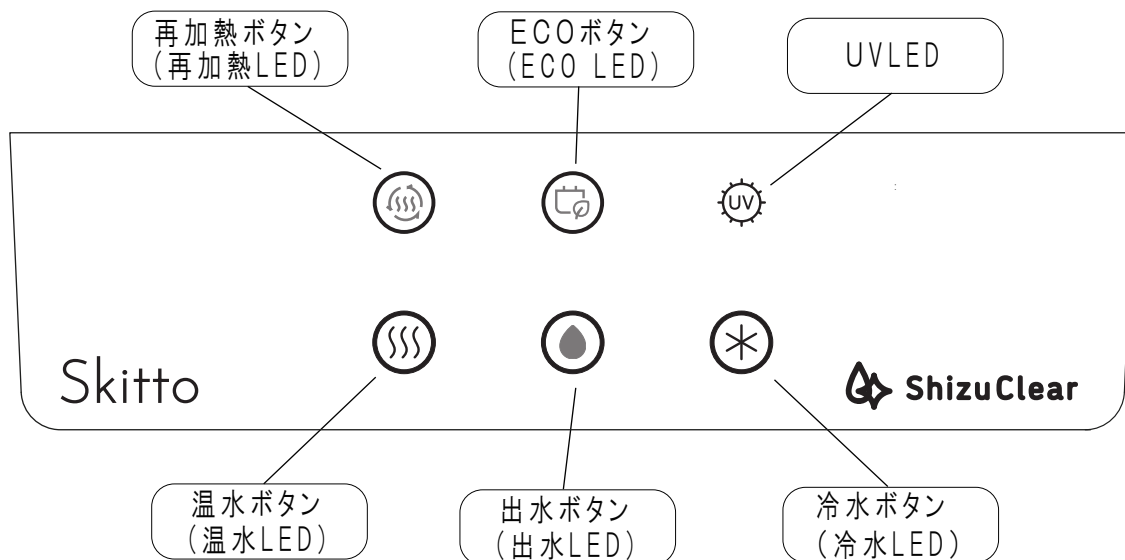 再加熱ボタン
(再加熱LED)
ECOボタン
(ECO LED)
UVLED
UV
Skitto
ShizuClear
温水ボタン
(温水LED)
出水ボタン
(出水LED)
冷水ボタン
(冷水LED)